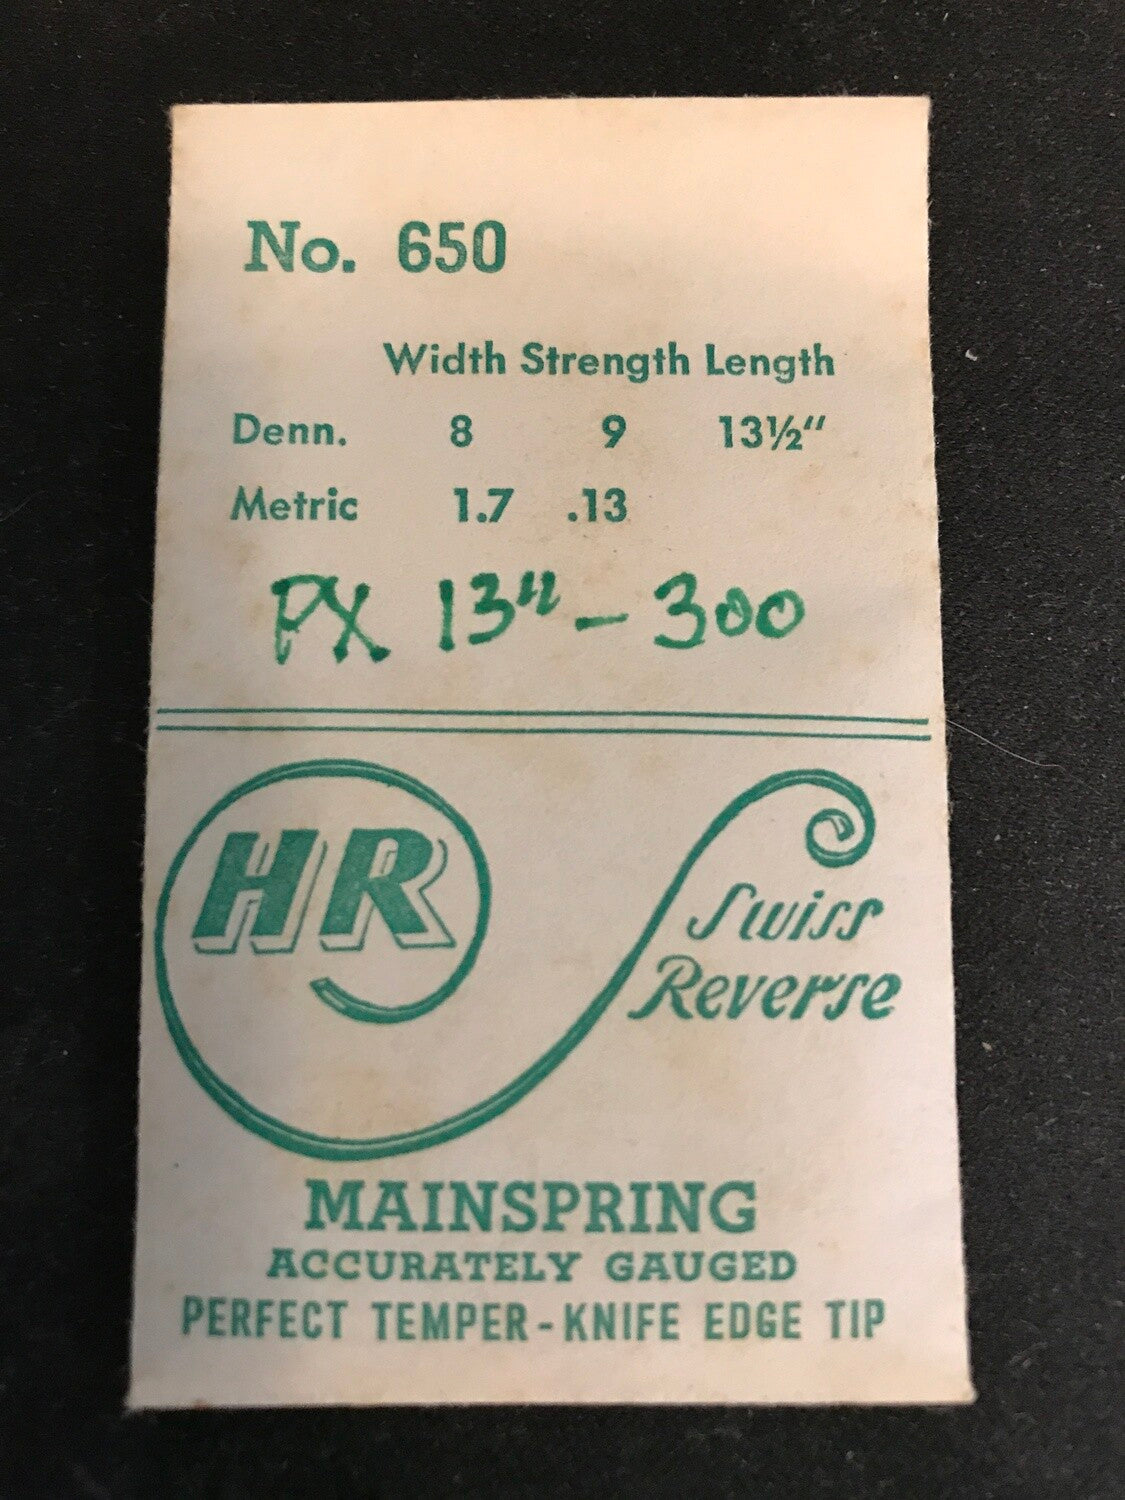 No. 650
Width Strength Length
Denn. 8 9 13½"
Metric 1.7 .13
PX 13''' - 300
HR
Swiss
Reverse
MAINSPRING
ACCURATELY GAUGED
PERFECT TEMPER - KNIFE EDGE TIP